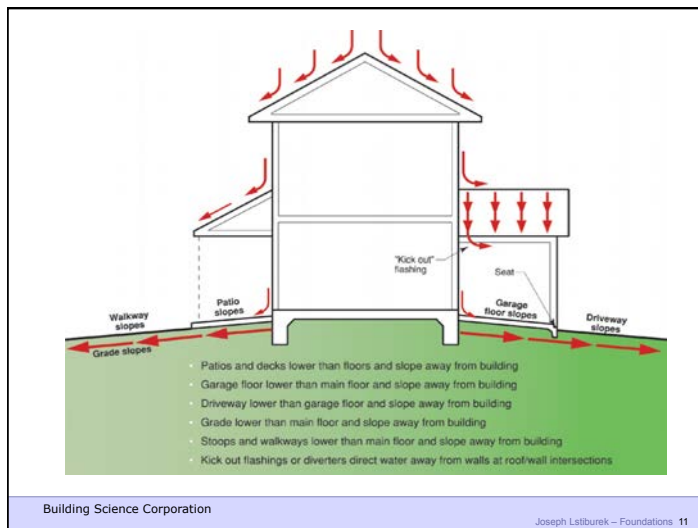 "Kick out"
flashing
Seat
Walkway
slopes
Patio
slopes
Garage
floor slopes
Driveway
slopes
Grade slopes
• Patios and decks lower than floors and slope away from building
• Garage floor lower than main floor and slope away from building
• Driveway lower than garage floor and slope away from building
• Grade lower than main floor and slope away from building
• Stoops and walkways lower than main floor and slope away from building
• Kick out flashings or diverters direct water away from walls at roof/wall intersections
Building Science Corporation
Joseph Lstiburek – Foundations 11